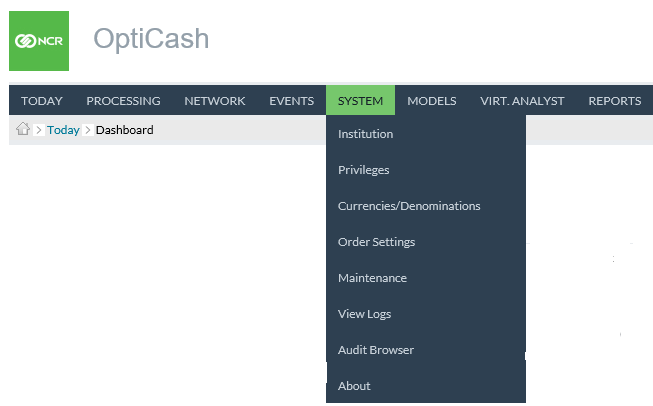 NCR OptiCash
TODAY PROCESSING NETWORK EVENTS SYSTEM MODELS VIRT. ANALYST REPORTS
Today Dashboard
Institution
Privileges
Currencies/Denominations
Order Settings
Maintenance
View Logs
Audit Browser
About